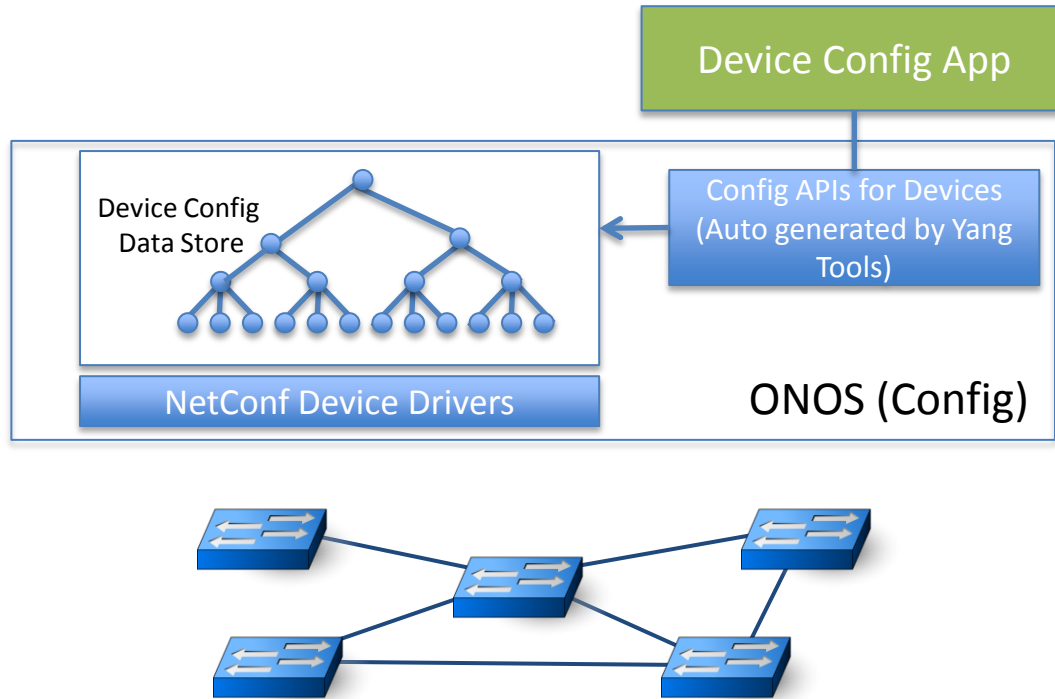 Device Config App
Device Config
Data Store
Config APIs for Devices
(Auto generated by Yang
Tools)
NetConf Device Drivers
ONOS (Config)